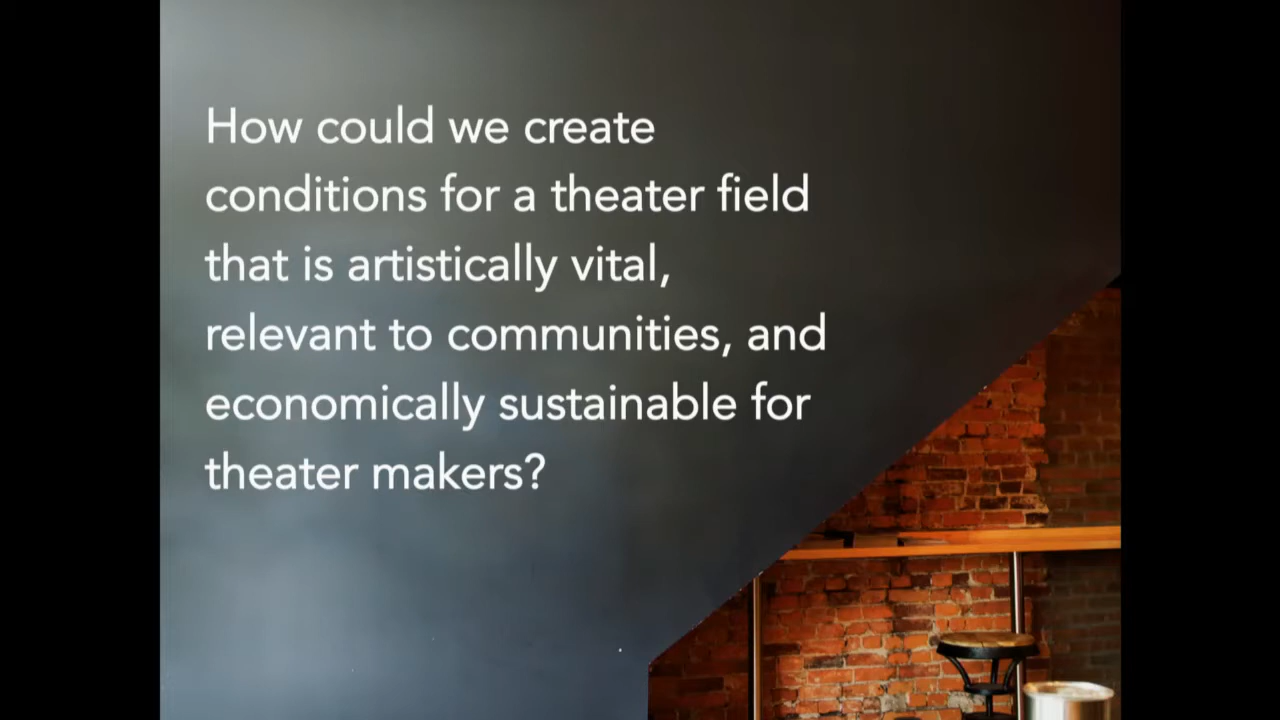 How could we create
conditions for a theater field
that is artistically vital,
relevant to communities, and
economically sustainable for
theater makers?